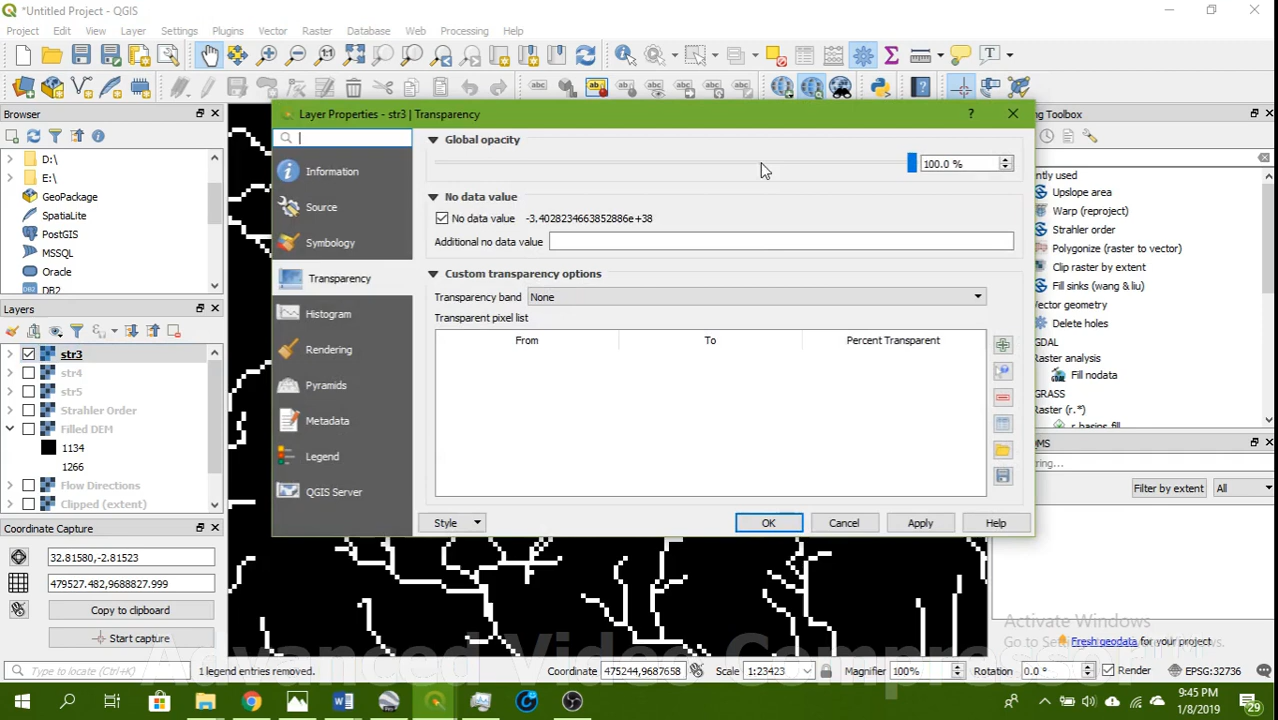 *Untitled Project - QGIS
Project Edit View Layer Settings Plugins Vector Raster Database Web Processing Help
Browser
D:\
E:\
GeoPackage
SpatiaLite
PostGIS
MSSQL
Oracle
DB2
Layers
str3
str4
str5
Strahler Order
Filled DEM
1134
1266
Flow Directions
Clipped (extent)
Coordinate Capture
32.81580,-2.81523
479527.482,9688827.999
Copy to clipboard
Start capture
Layer Properties - str3 | Transparency
Information
Source
Symbology
Transparency
Histogram
Rendering
Pyramids
Metadata
Legend
QGIS Server
Global opacity
100.0 %
No data value
No data value -3,4028234663852886e+38
Additional no data value
Custom transparency options
Transparency band None
Transparent pixel list
From To Percent Transparent
Style OK Cancel Apply Help
Toolbox
Upslope area
Warp (reproject)
Strahler order
Polygonize (raster to vector)
Clip raster by extent
Fill sinks (wang & liu)
Delete holes
GDAL
Raster analysis
Fill nodata
GRASS
Raster (r.*)
r.basins.fill
Filter by extent All
Activate Windows
Go to Settings to activate Windows.
Fresh geodata for your project
Advanced Video Compressor
Type to locate (Ctrl+K) 1 legend entries removed. Coordinate 475244,9687658 Scale 1:23423 Magnifier 100% Rotation 0.0 ° Render EPSG:32736
9:45 PM
1/8/2019
29